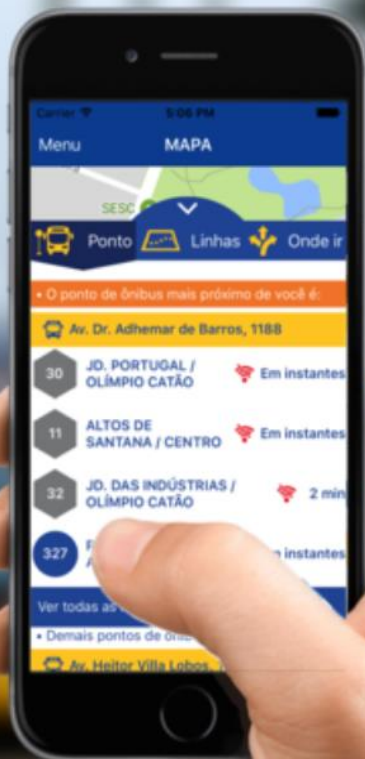 Carrier 5:06 PM
Menu MAPA
SESC
Ponto Linhas Onde ir
• O ponto de ônibus mais próximo de você é:
Av. Dr. Adhemar de Barros, 1188
30 JD. PORTUGAL / OLÍMPIO CATÃO Em instantes
11 ALTOS DE SANTANA / CENTRO Em instantes
32 JD. DAS INDÚSTRIAS / OLÍMPIO CATÃO 2 min
327 instantes
Ver todas as
• Demais pontos de
Av. Heitor Villa Lobos,